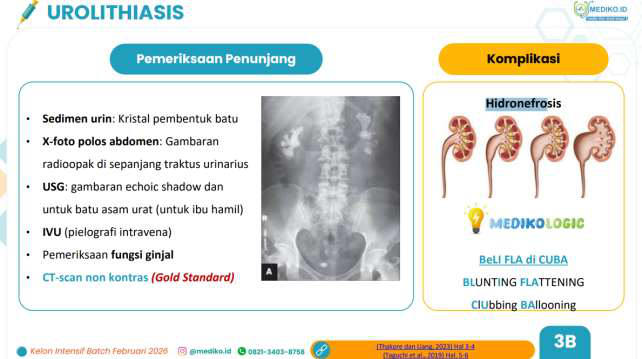 UROLITHIASIS
MEDIKO.ID
Pemeriksaan Penunjang
Komplikasi
• Sedimen urin: Kristal pembentuk batu
• X-foto polos abdomen: Gambaran
radioopak di sepanjang traktus urinarius
• USG: gambaran echoic shadow dan
untuk batu asam urat (untuk ibu hamil)
• IVU (pielografi intravena)
• Pemeriksaan fungsi ginjal
• CT-scan non kontras (Gold Standard)
A
Hidronefrosis
MEDIKOLOGIC
BeLI FLA di CUBA
BLUNTING FLATTENING
ClUbbing BAllooning
Kelon Intensif Batch Februari 2026
@mediko.id
0821-3403-8758
(Thakore dan Liang, 2023) Hal 3-4
(Taguchi et al., 2019) Hal. 5-6
3B